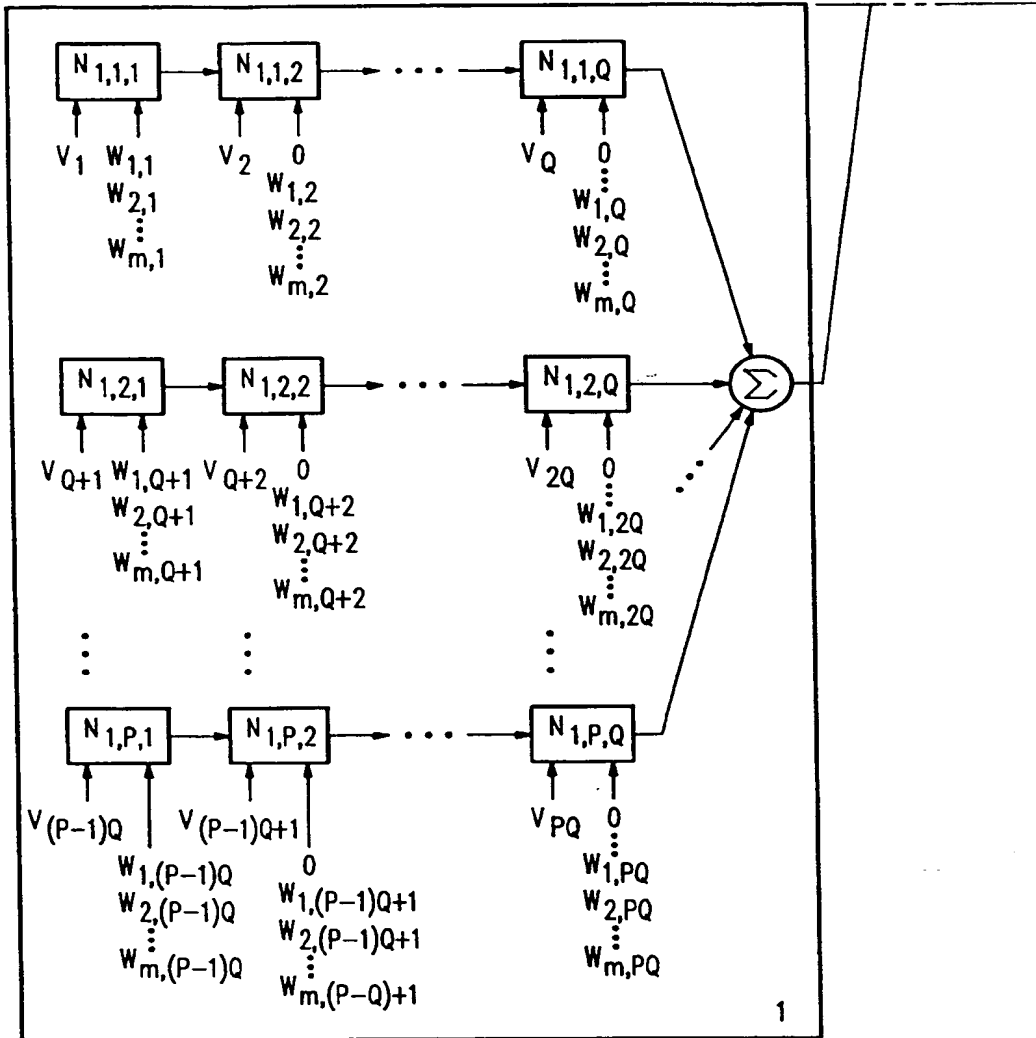 N1,1,1 N1,1,2 ... N1,1,Q
V1 W1,1 V2 0 VQ 0
W2,1 W1,2 W1,Q
Wm,1 W2,2 W2,Q
Wm,2 Wm,Q
N1,2,1 N1,2,2 ... N1,2,Q Σ
VQ+1 W1,Q+1 VQ+2 0 V2Q 0
W2,Q+1 W1,Q+2 W1,2Q
Wm,Q+1 W2,Q+2 W2,2Q
Wm,Q+2 Wm,2Q
N1,P,1 N1,P,2 ... N1,P,Q
V(P-1)Q V(P-1)Q+1 VPQ 0
W1,(P-1)Q 0 W1,PQ
W2,(P-1)Q W1,(P-1)Q+1 W2,PQ
Wm,(P-1)Q W2,(P-1)Q+1 Wm,PQ
Wm,(P-Q)+1
1